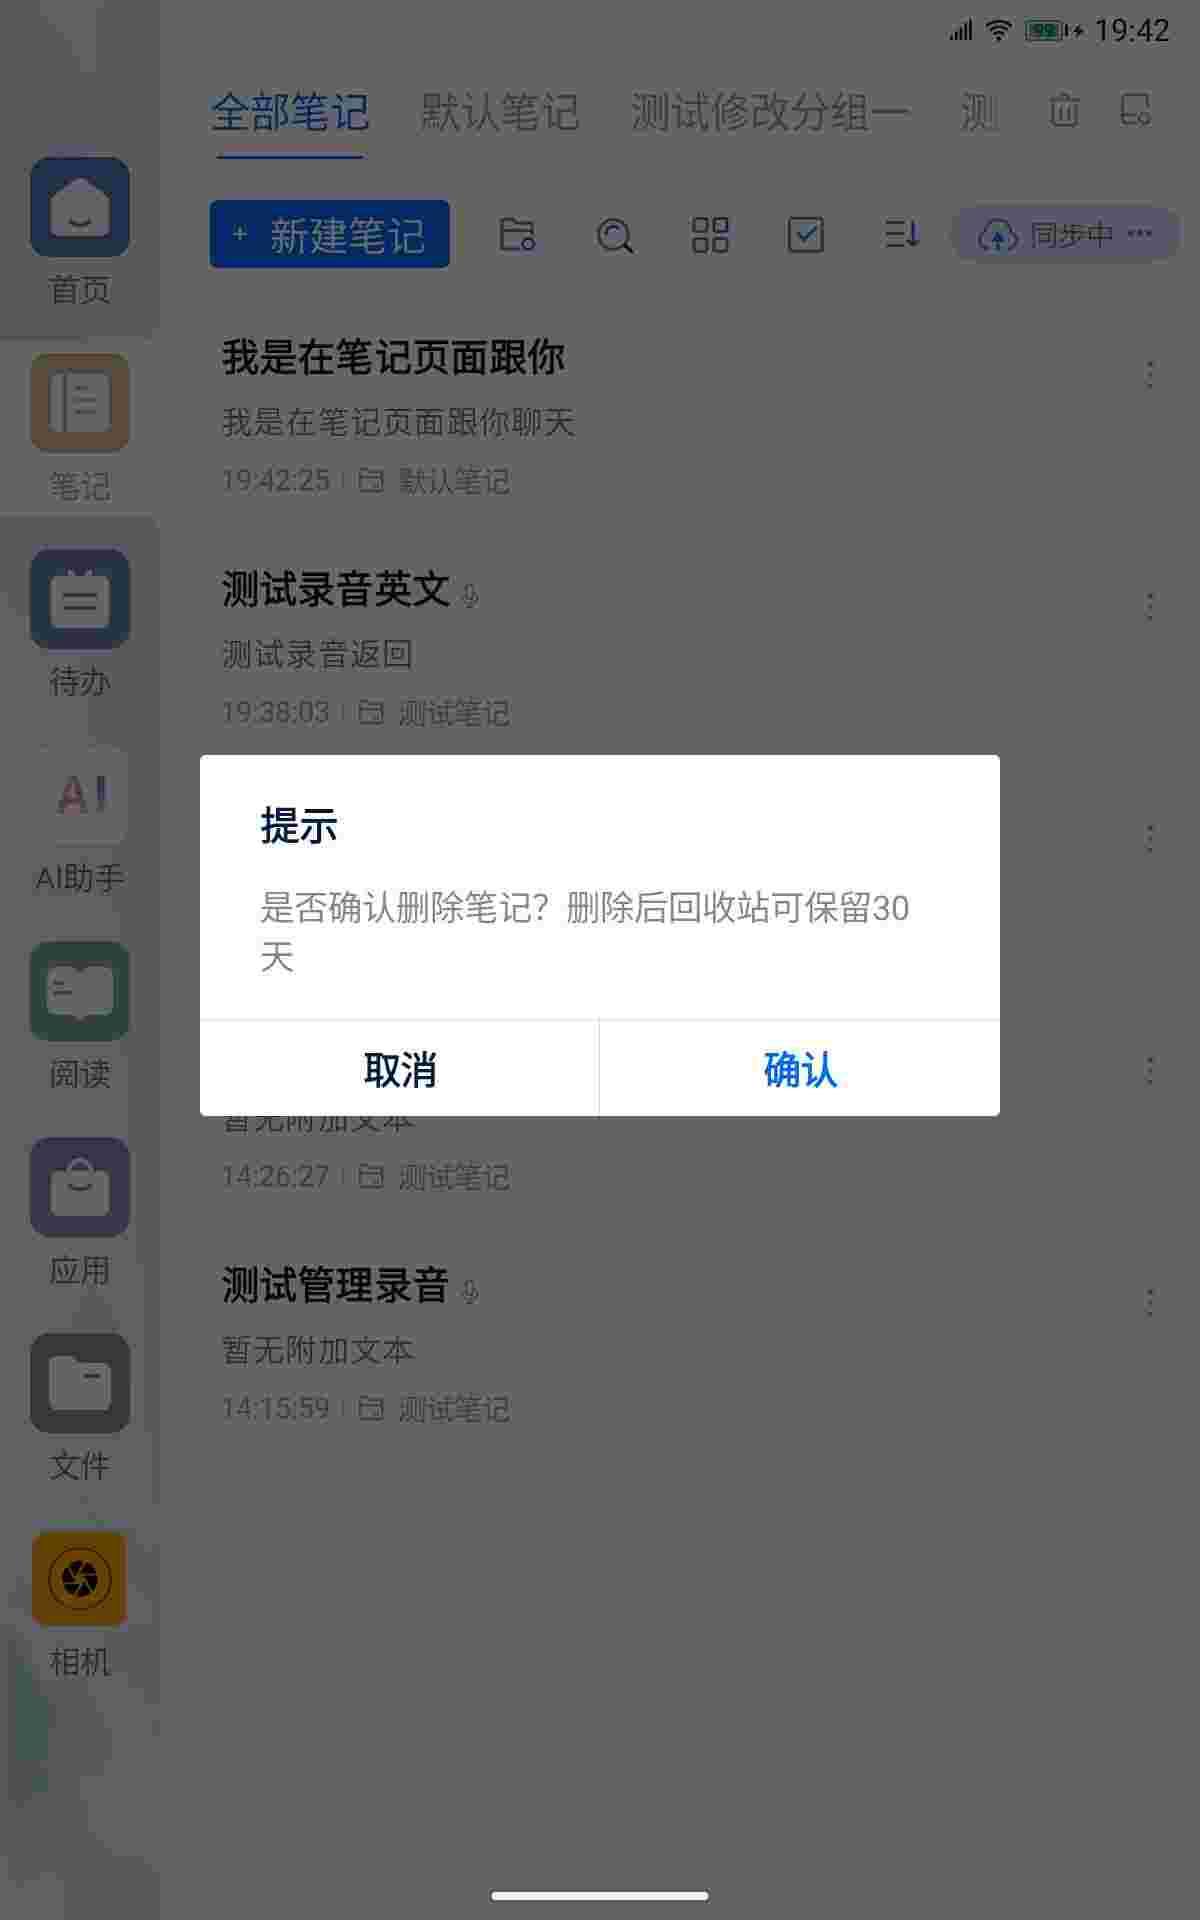 99 19:42
全部笔记 默认笔记 测试修改分组一 测
+ 新建笔记 同步中 ···
首页
笔记
待办
AI
AI助手
阅读
应用
文件
相机
我是在笔记页面跟你
我是在笔记页面跟你聊天
19:42:25 默认笔记
测试录音英文
测试录音返回
19:38:03 测试笔记
提示
是否确认删除笔记？删除后回收站可保留30
天
取消 确认
暂无附加文本
14:26:27 测试笔记
测试管理录音
暂无附加文本
14:15:59 测试笔记